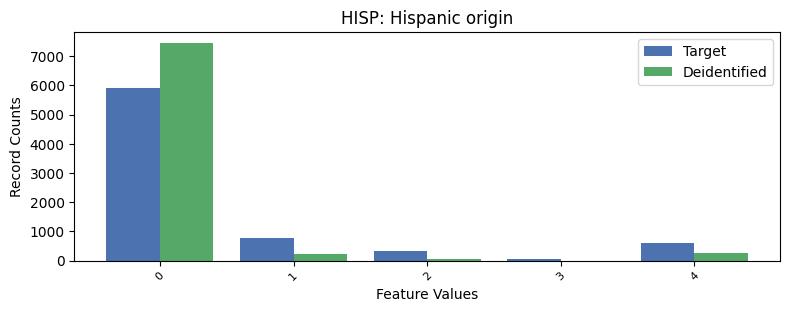 HISP: Hispanic origin
Target
Deidentified
Record Counts
7000
6000
5000
4000
3000
2000
1000
0
0 1 2 3 4
Feature Values